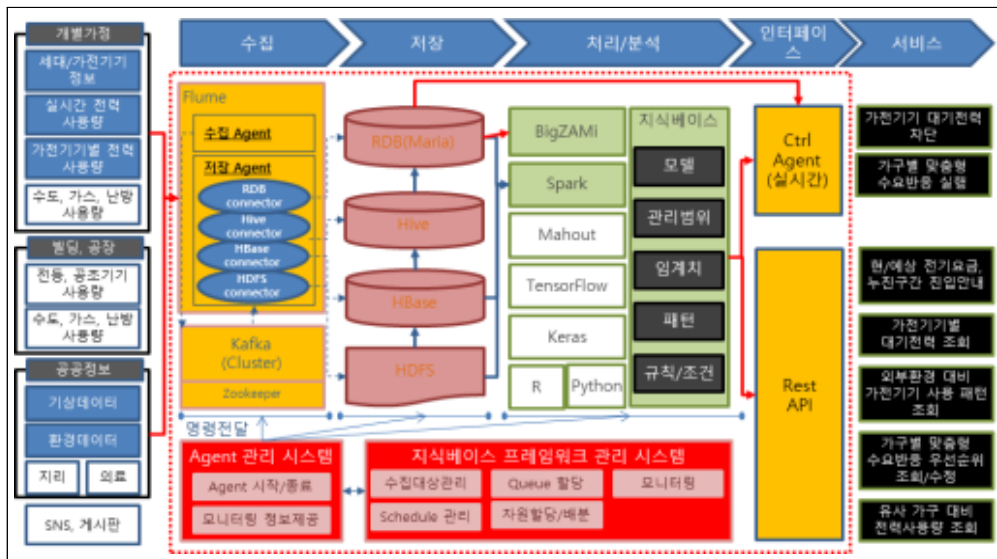 개별가정
세대/가전기기
정보
실시간 전력
사용량
가전기기별 전력
사용량
수도, 가스, 난방
사용량
빌딩, 공장
전등, 공조기기
사용량
수도, 가스, 난방
사용량
공공정보
기상데이터
환경데이터
지리
의료
SNS, 게시판
수집
저장
처리/분석
인터페이
스
서비스
Flume
수집 Agent
저장 Agent
RDB
connector
Hive
connector
HBase
connector
HDFS
connector
Kafka
(Cluster)
Zookeeper
RDB(Maria)
Hive
HBase
HDFS
BigZAMi
Spark
Mahout
TensorFlow
Keras
R
Python
지식베이스
모델
관리범위
임계치
패턴
규칙/조건
Ctrl
Agent
(실시간)
Rest
API
가전기기 대기전력
차단
가구별 맞춤형
수요반응 실행
현/예상 전기요금,
누진구간 진입안내
가전기기별
대기전력 조회
외부환경 대비
가전기기 사용 패턴
조회
가구별 맞춤형
수요반응 우선순위
조회/수정
유사 가구 대비
전력사용량 조회
명령전달
Agent 관리 시스템
Agent 시작/종료
모니터링 정보제공
지식베이스 프레임워크 관리 시스템
수집대상관리
Queue 할당
모니터링
Schedule 관리
자원할당/배분